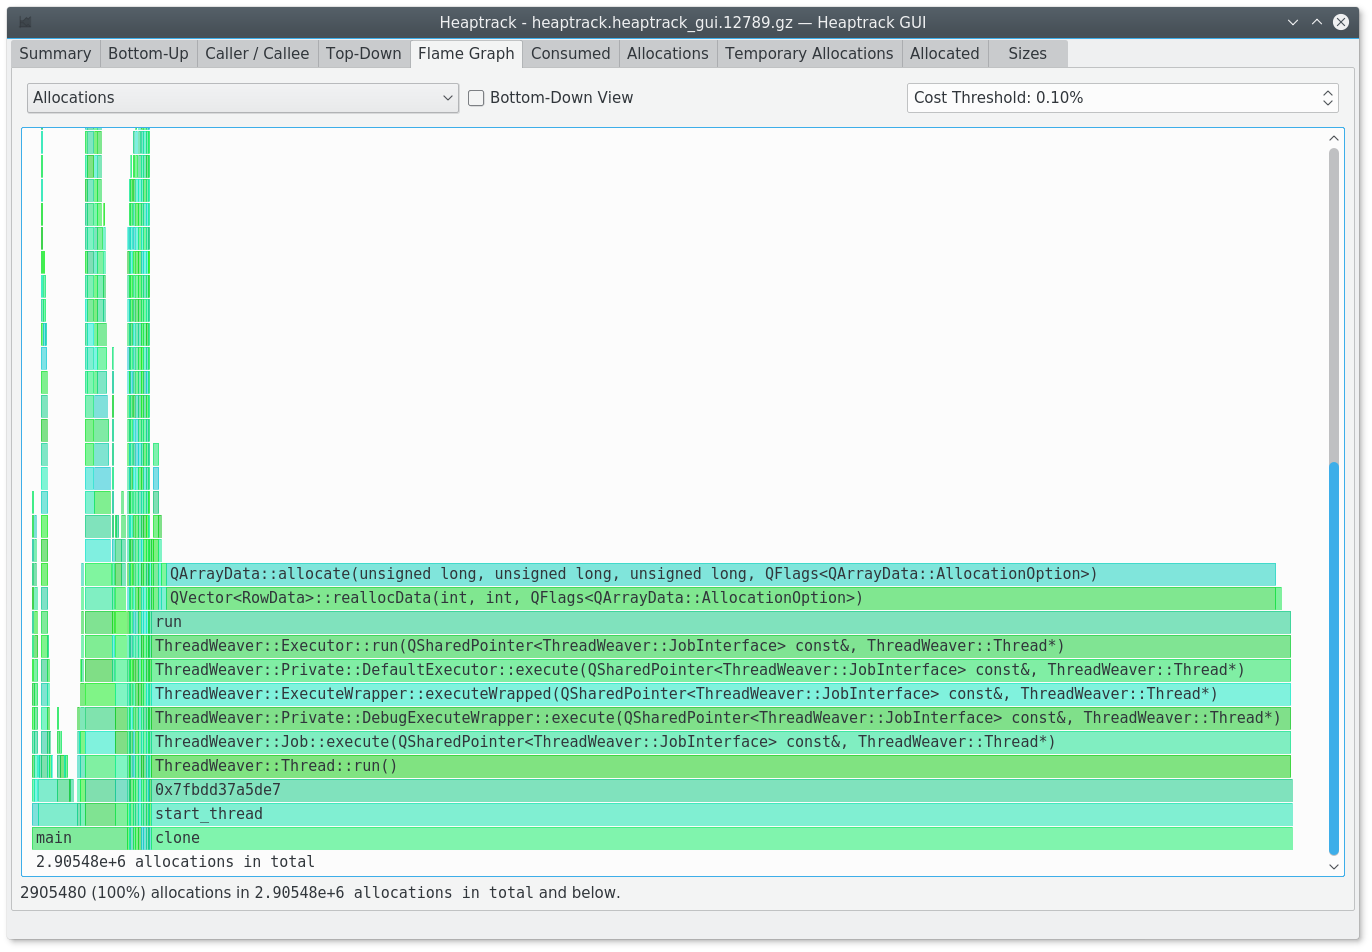 Heaptrack - heaptrack.heaptrack_gui.12789.gz — Heaptrack GUI
Summary Bottom-Up Caller / Callee Top-Down Flame Graph Consumed Allocations Temporary Allocations Allocated Sizes
Allocations Bottom-Down View Cost Threshold: 0.10%
QArrayData::allocate(unsigned long, unsigned long, unsigned long, QFlags<QArrayData::AllocationOption>)
QVector<RowData>::reallocData(int, int, QFlags<QArrayData::AllocationOption>)
run
ThreadWeaver::Executor::run(QSharedPointer<ThreadWeaver::JobInterface> const&, ThreadWeaver::Thread*)
ThreadWeaver::Private::DefaultExecutor::execute(QSharedPointer<ThreadWeaver::JobInterface> const&, ThreadWeaver::Thread*)
ThreadWeaver::ExecuteWrapper::executeWrapped(QSharedPointer<ThreadWeaver::JobInterface> const&, ThreadWeaver::Thread*)
ThreadWeaver::Private::DebugExecuteWrapper::execute(QSharedPointer<ThreadWeaver::JobInterface> const&, ThreadWeaver::Thread*)
ThreadWeaver::Job::execute(QSharedPointer<ThreadWeaver::JobInterface> const&, ThreadWeaver::Thread*)
ThreadWeaver::Thread::run()
0x7fbdd37a5de7
start_thread
main clone
2.90548e+6 allocations in total
2905480 (100%) allocations in 2.90548e+6 allocations in total and below.